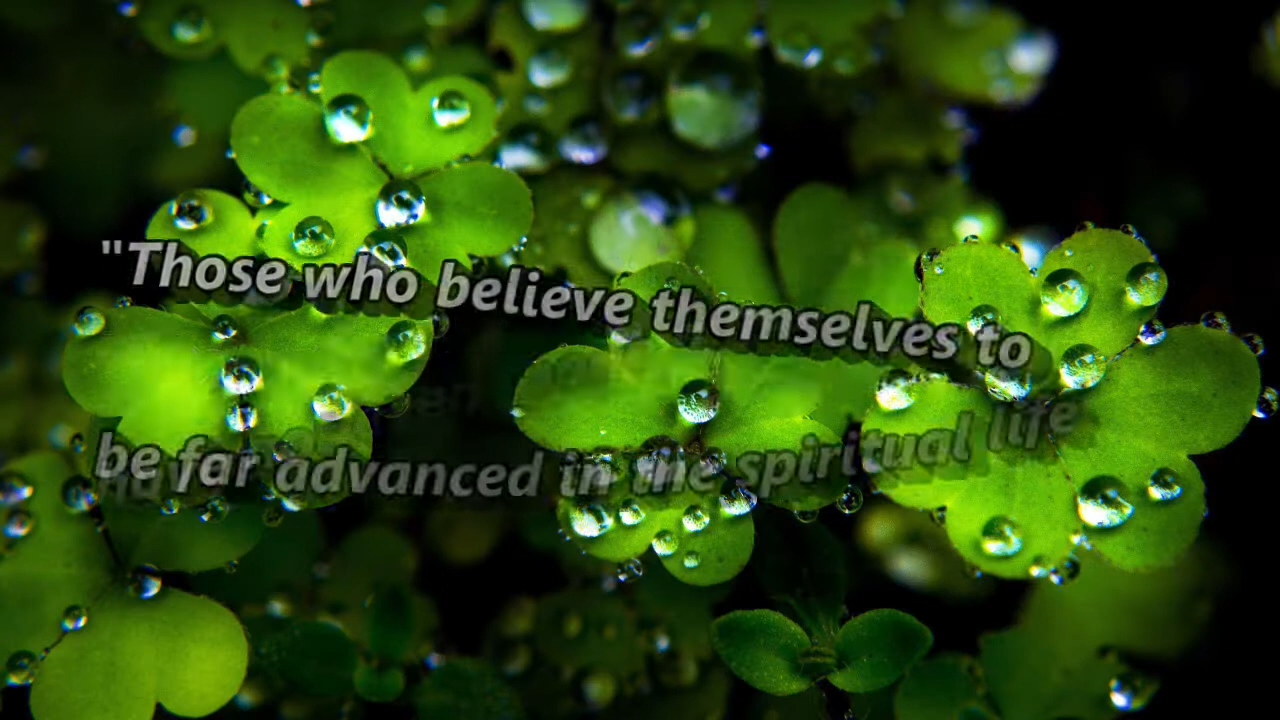 "Those who believe themselves to
be far advanced in the spiritual life